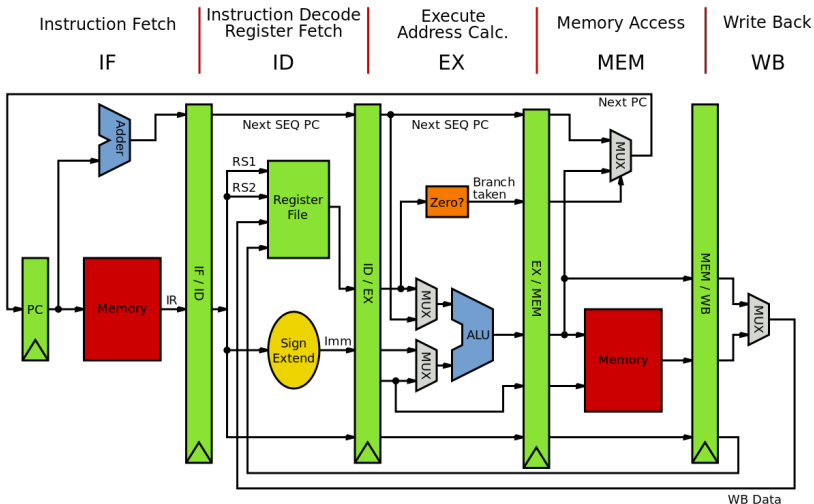 Instruction Fetch
IF
Instruction Decode
Register Fetch
ID
Execute
Address Calc.
EX
Memory Access
MEM
Write Back
WB
Next PC
Adder
Next SEQ PC
Next SEQ PC
MUX
RS1
RS2
Register
File
Branch
taken
Zero?
IF / ID
ID / EX
EX / MEM
MEM / WB
PC
Memory
IR
MUX
MUX
ALU
Sign
Extend
Imm
Memory
MUX
WB Data